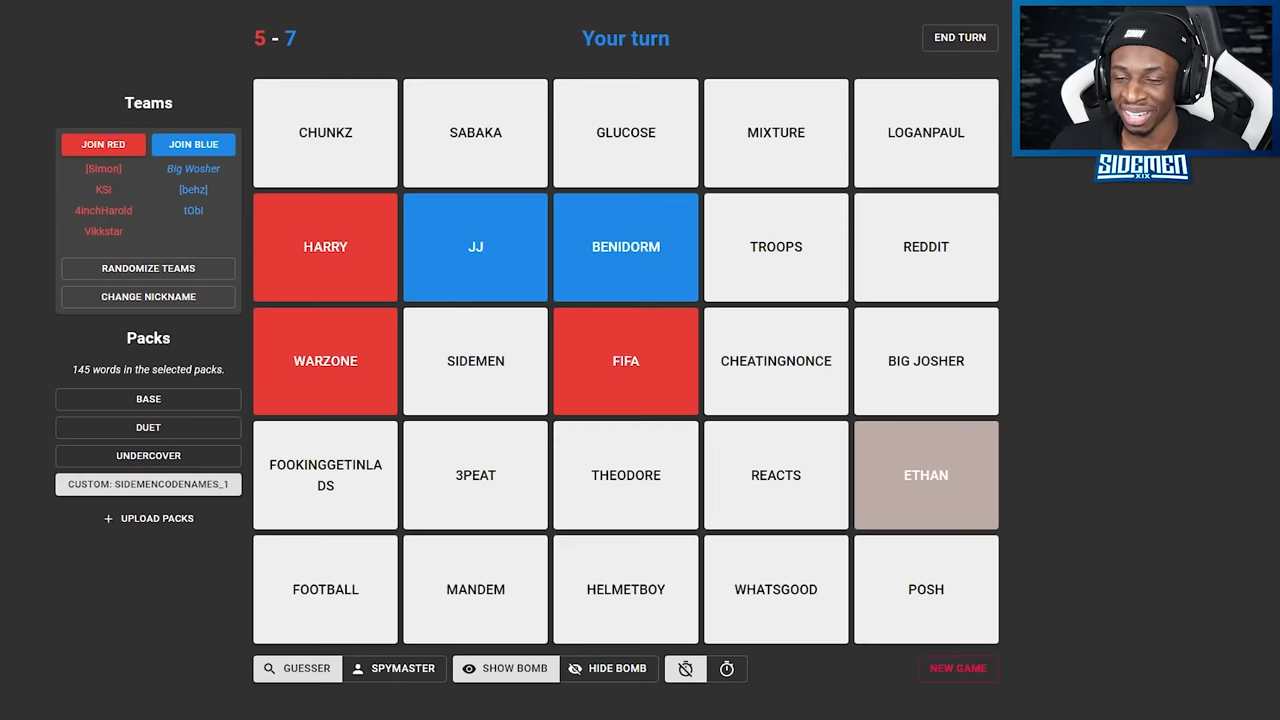 5 - 7
Your turn
END TURN
Teams
JOIN RED
JOIN BLUE
[Simon]
Big Wosher
KSI
[behz]
4inchHarold
tObI
Vikkstar
RANDOMIZE TEAMS
CHANGE NICKNAME
Packs
145 words in the selected packs.
BASE
DUET
UNDERCOVER
CUSTOM: SIDEMENCODENAMES_1
+ UPLOAD PACKS
CHUNKZ
SABAKA
GLUCOSE
MIXTURE
LOGANPAUL
HARRY
JJ
BENIDORM
TROOPS
REDDIT
WARZONE
SIDEMEN
FIFA
CHEATINGNONCE
BIG JOSHER
FOOKINGGETINLA
DS
3PEAT
THEODORE
REACTS
ETHAN
FOOTBALL
MANDEM
HELMETBOY
WHATSGOOD
POSH
GUESSER
SPYMASTER
SHOW BOMB
HIDE BOMB
NEW GAME
SIDEMEN
XIX